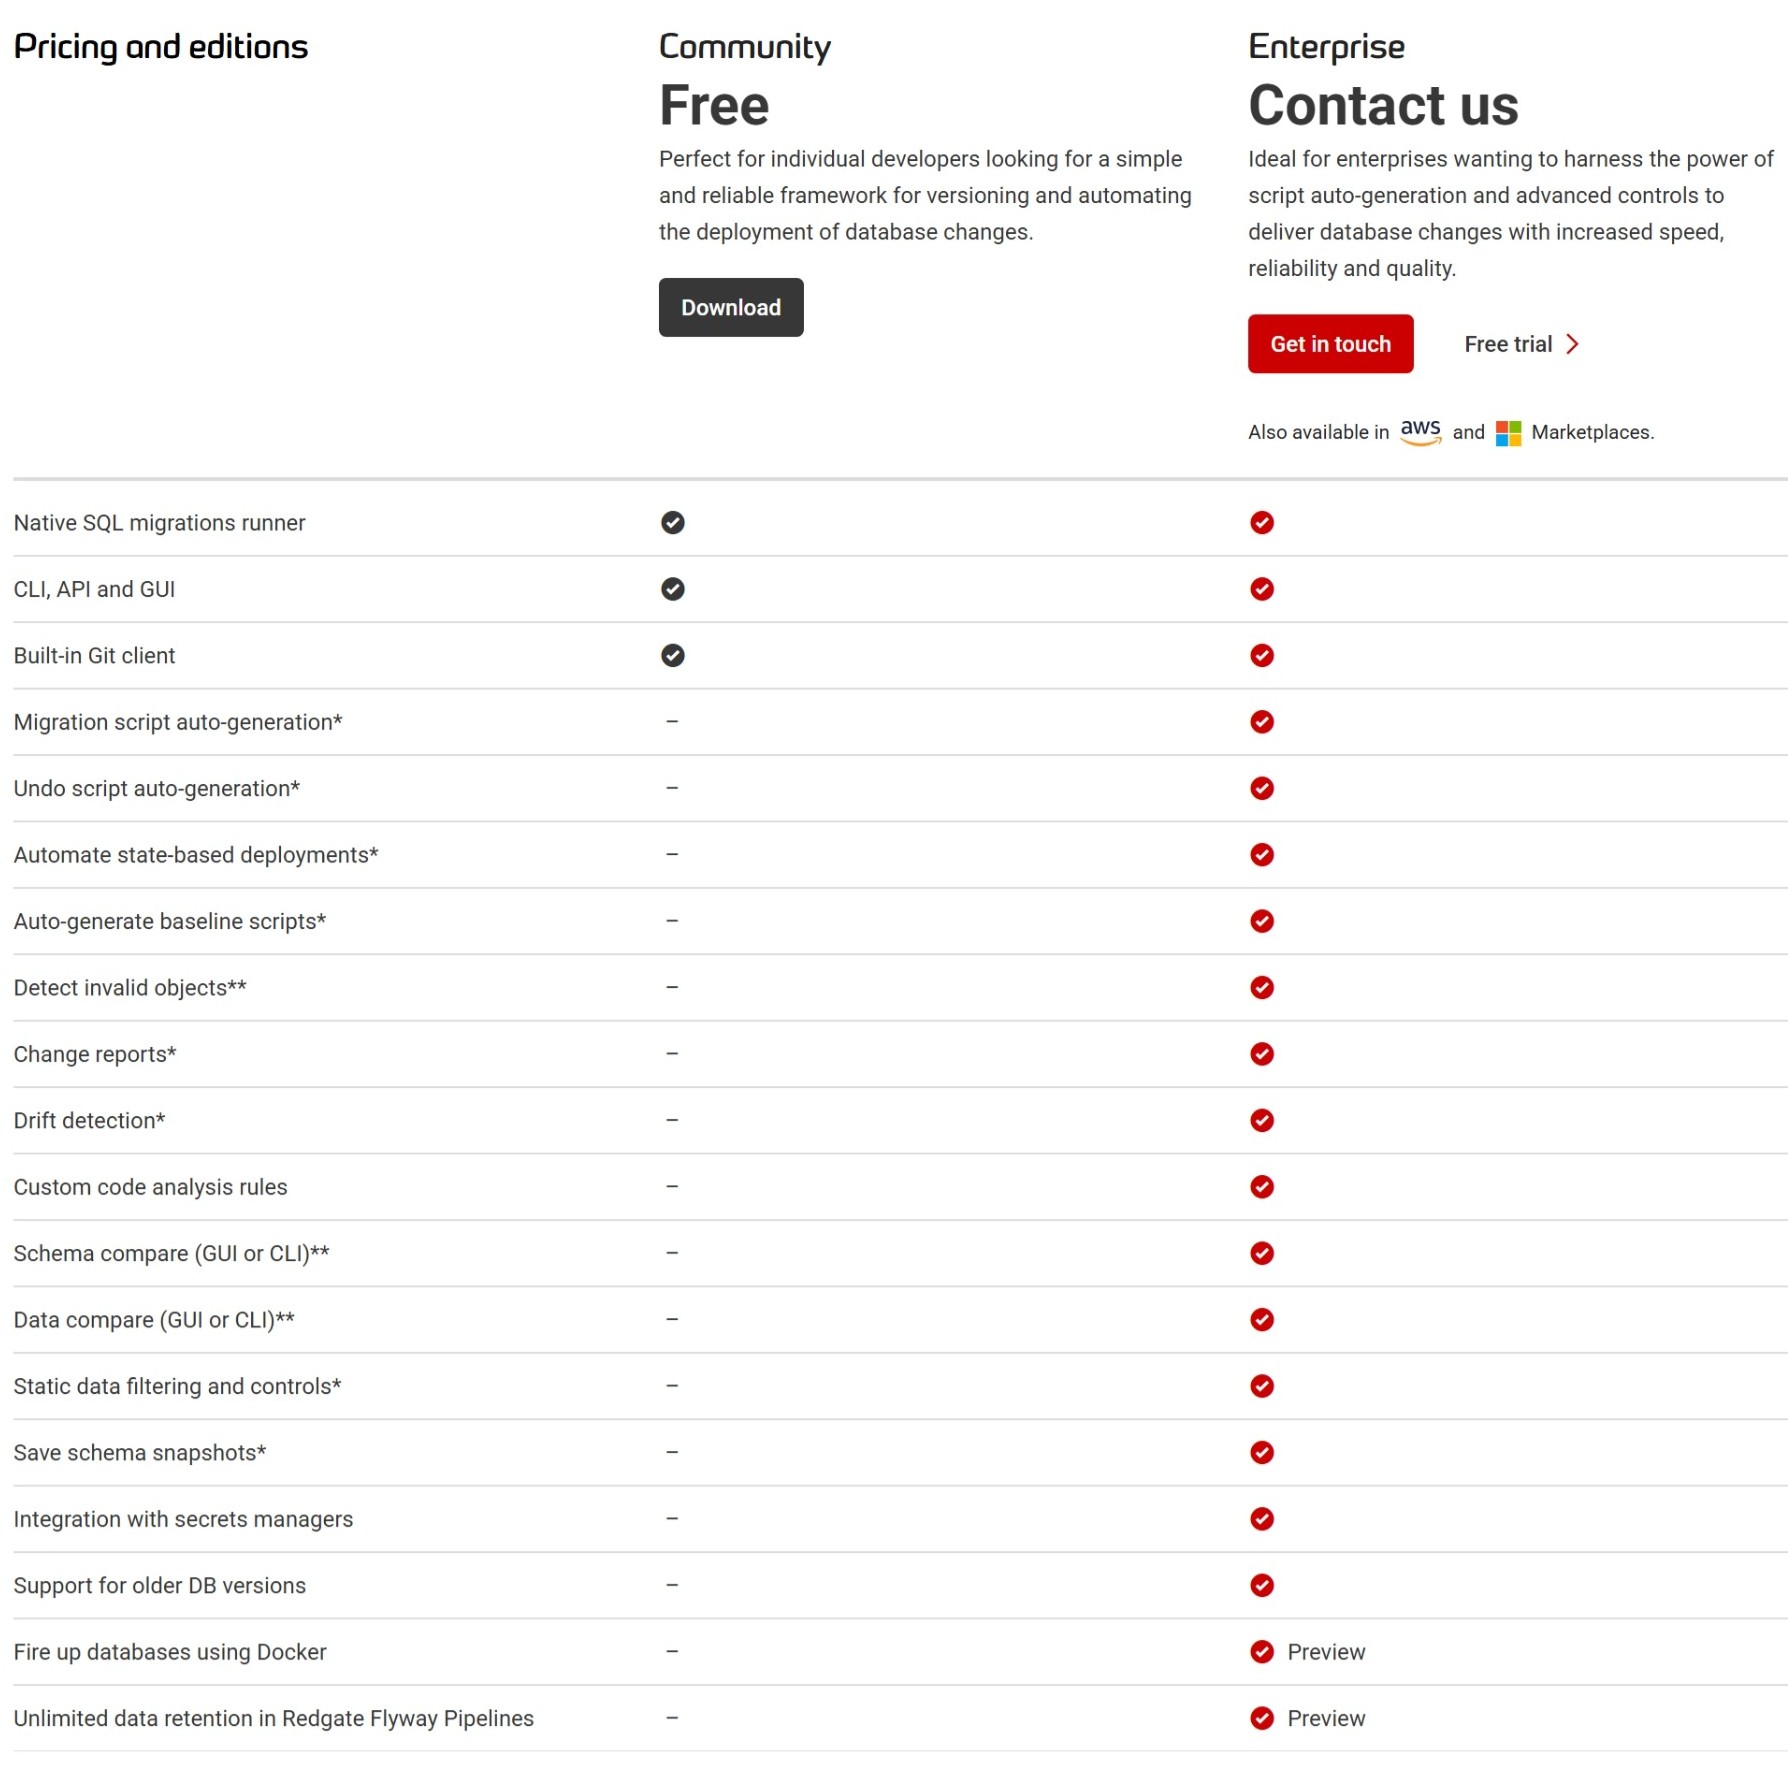 Pricing and editions
Community
Free
Perfect for individual developers looking for a simple
and reliable framework for versioning and automating
the deployment of database changes.
Download
Enterprise
Contact us
Ideal for enterprises wanting to harness the power of
script auto-generation and advanced controls to
deliver database changes with increased speed,
reliability and quality.
Get in touch Free trial
Also available in aws and Marketplaces.
Native SQL migrations runner
CLI, API and GUI
Built-in Git client
Migration script auto-generation* –
Undo script auto-generation* –
Automate state-based deployments* –
Auto-generate baseline scripts* –
Detect invalid objects** –
Change reports* –
Drift detection* –
Custom code analysis rules –
Schema compare (GUI or CLI)** –
Data compare (GUI or CLI)** –
Static data filtering and controls* –
Save schema snapshots* –
Integration with secrets managers –
Support for older DB versions –
Fire up databases using Docker – Preview
Unlimited data retention in Redgate Flyway Pipelines – Preview